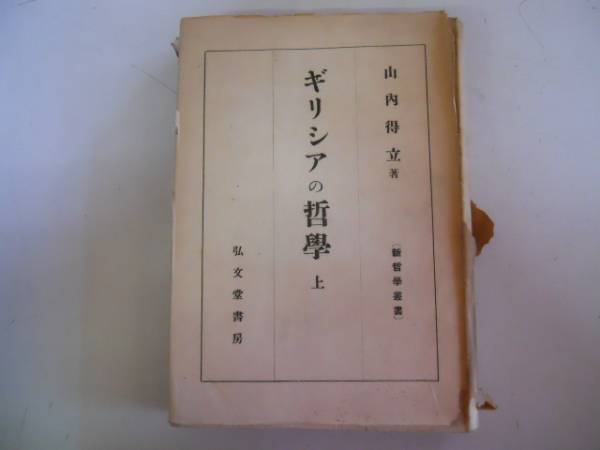 山內得立著
〔新哲學叢書〕
ギリシアの哲學 上
弘文堂書房